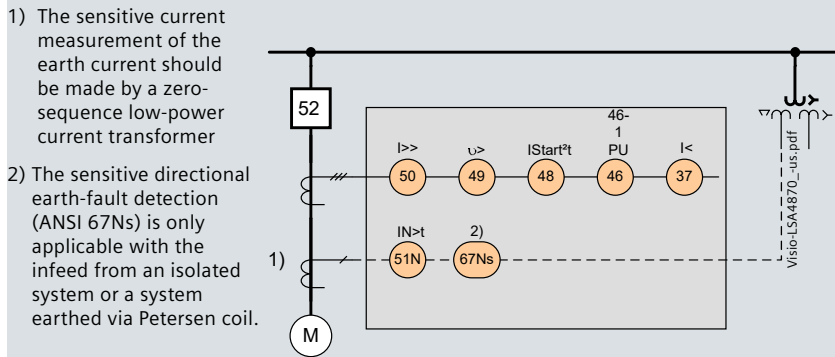 1) The sensitive current
measurement of the
earth current should
be made by a zero-
sequence low-power
current transformer
2) The sensitive directional
earth-fault detection
(ANSI 67Ns) is only
applicable with the
infeed from an isolated
system or a system
earthed via Petersen coil.
52
I>>
50
υ>
49
IStart²t
48
46-
1
PU
46
I<
37
1)
IN>t
51N
2)
67Ns
M
Visio-LSA4870_-us.pdf